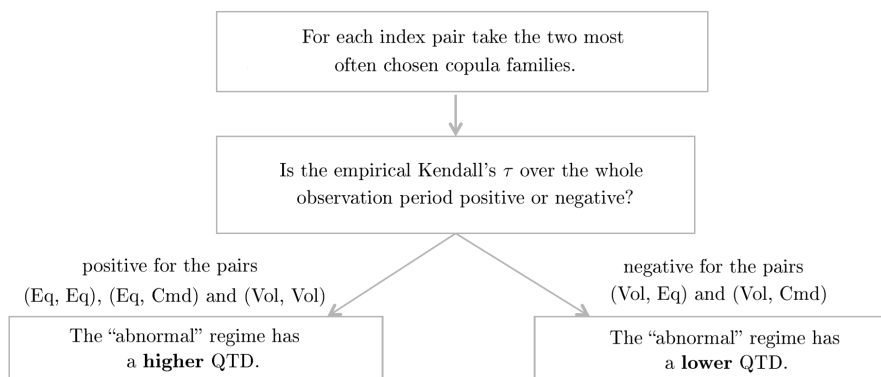 For each index pair take the two most
often chosen copula families.
Is the empirical Kendall's τ over the whole
observation period positive or negative?
positive for the pairs
(Eq, Eq), (Eq, Cmd) and (Vol, Vol)
negative for the pairs
(Vol, Eq) and (Vol, Cmd)
The “abnormal” regime has
a higher QTD.
The “abnormal” regime has
a lower QTD.